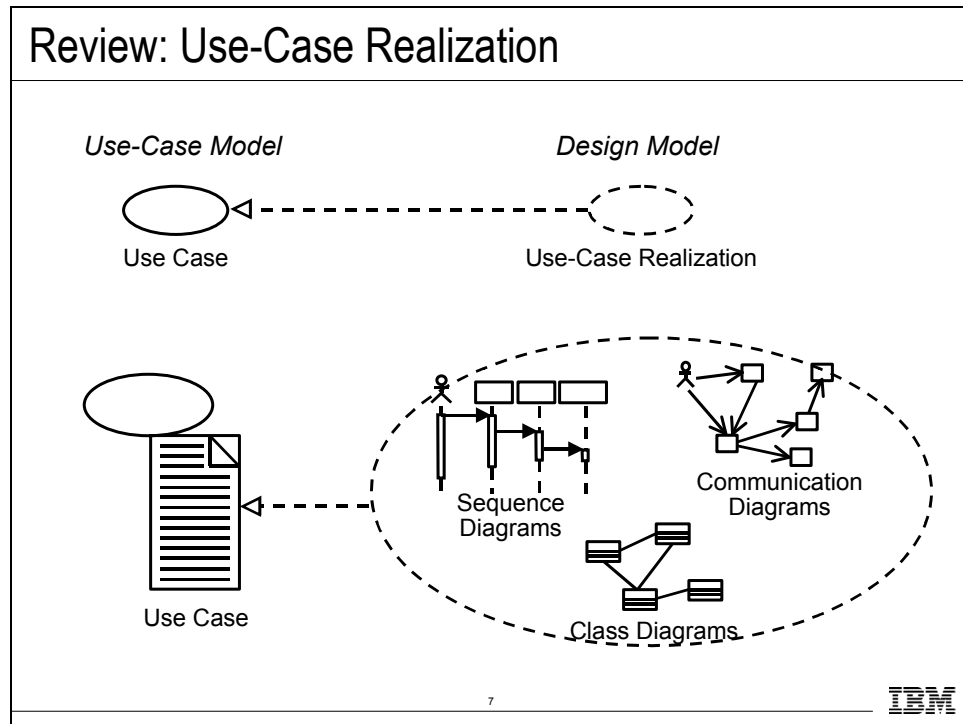 Review: Use-Case Realization
Use-Case Model
Design Model
Use Case
Use-Case Realization
Sequence
Diagrams
Communication
Diagrams
Class Diagrams
Use Case
7
IBM